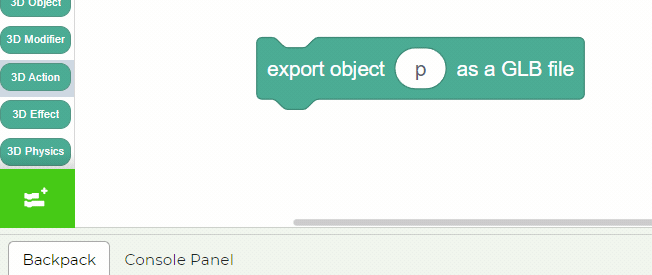 3D Object
3D Modifier
3D Action
3D Effect
3D Physics
export object p as a GLB file
Backpack
Console Panel